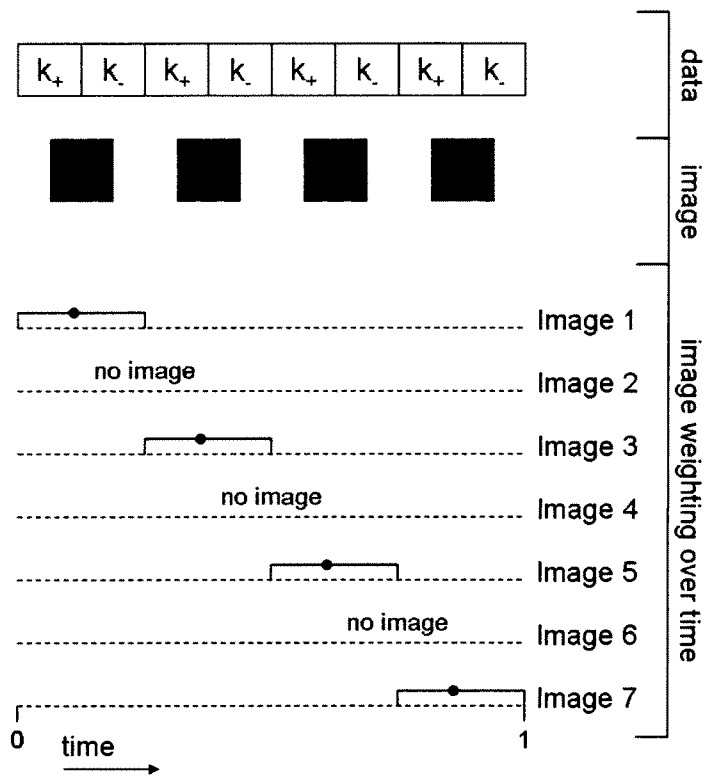 k+ k- k+ k- k+ k- k+ k-
data
image
Image 1
no image
Image 2
Image 3
no image
Image 4
Image 5
no image
Image 6
Image 7
image weighting over time
0 1
time